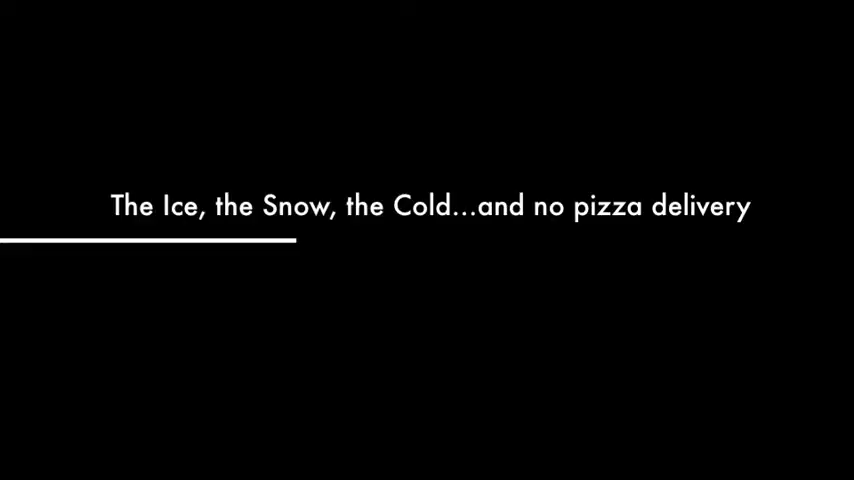 The Ice, the Snow, the Cold...and no pizza delivery